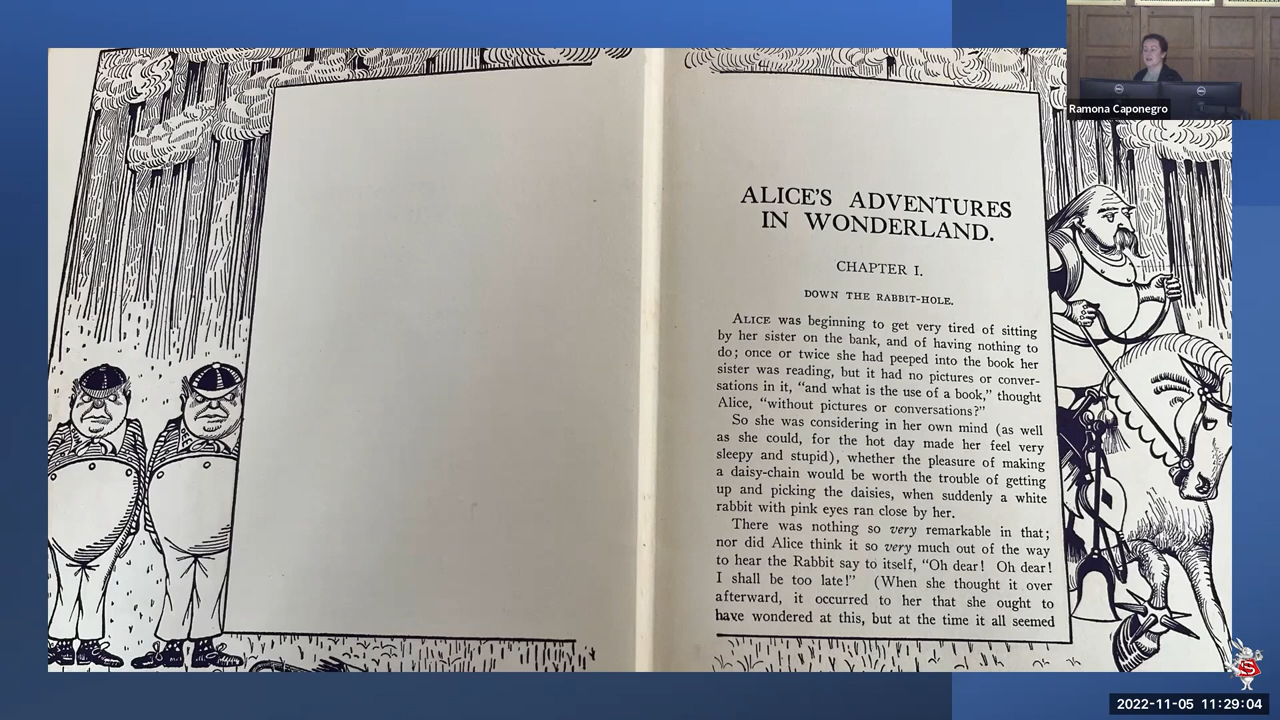 Ramona Caponegro
ALICE'S ADVENTURES
IN WONDERLAND.
CHAPTER I.
DOWN THE RABBIT-HOLE.
ALICE was beginning to get very tired of sitting
by her sister on the bank, and of having nothing to
do; once or twice she had peeped into the book her
sister was reading, but it had no pictures or conver-
sations in it, "and what is the use of a book," thought
Alice, "without pictures or conversations?"
So she was considering in her own mind (as well
as she could, for the hot day made her feel very
sleepy and stupid), whether the pleasure of making
a daisy-chain would be worth the trouble of getting
up and picking the daisies, when suddenly a white
rabbit with pink eyes ran close by her.
There was nothing so very remarkable in that;
nor did Alice think it so very much out of the way
to hear the Rabbit say to itself, "Oh dear! Oh dear!
I shall be too late!" (When she thought it over
afterward, it occurred to her that she ought to
have wondered at this, but at the time it all seemed
S
2022-11-05 11:29:04